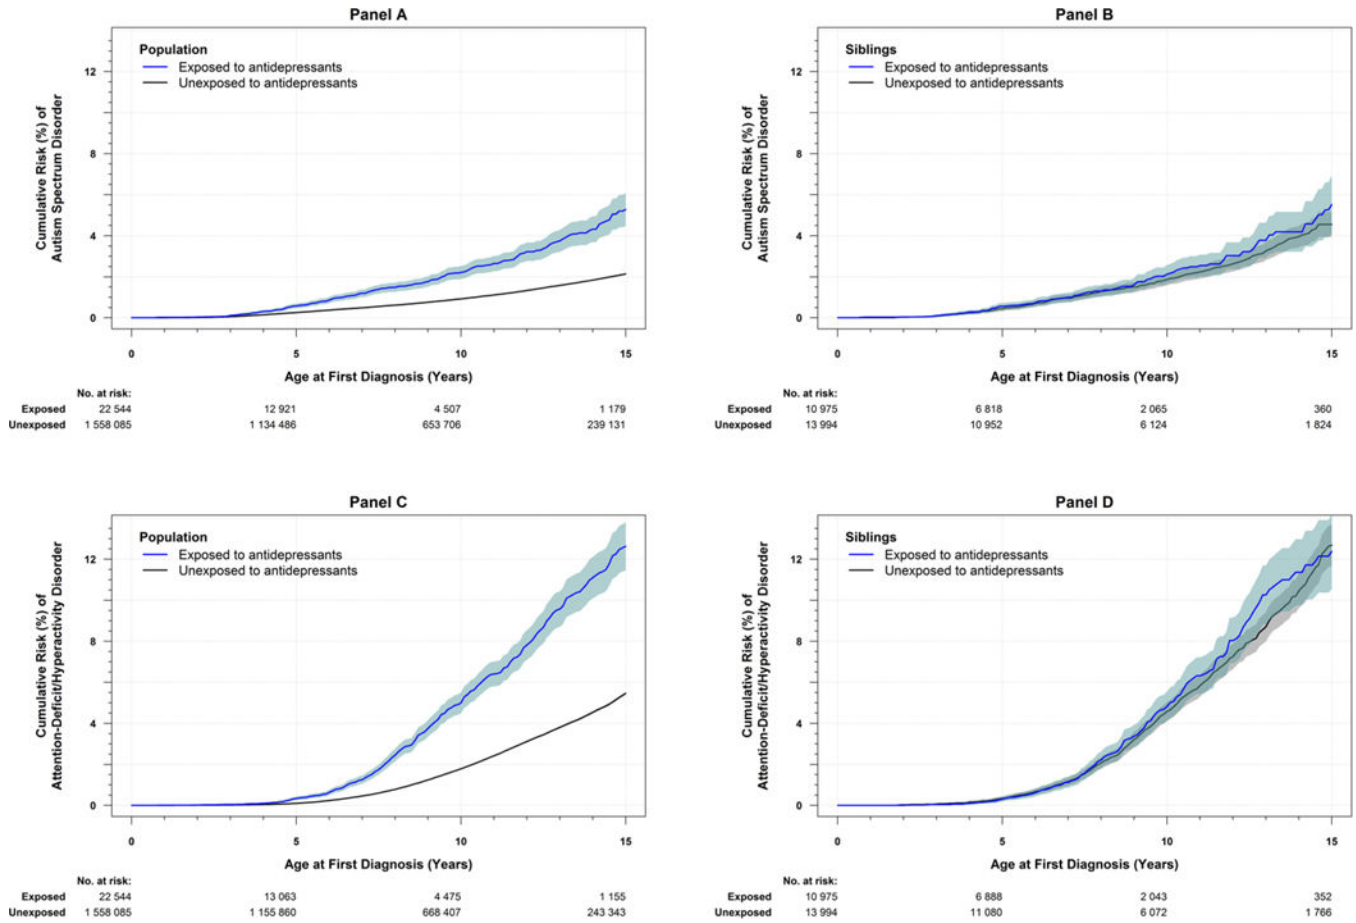 Panel A
Population
Exposed to antidepressants
Unexposed to antidepressants
Cumulative Risk (%) of
Autism Spectrum Disorder
12
8
4
0
0 5 10 15
Age at First Diagnosis (Years)
No. at risk:
Exposed 22 544 12 921 4 507 1 179
Unexposed 1 558 085 1 134 486 653 706 239 131
Panel B
Siblings
Exposed to antidepressants
Unexposed to antidepressants
Cumulative Risk (%) of
Autism Spectrum Disorder
12
8
4
0
0 5 10 15
Age at First Diagnosis (Years)
No. at risk:
Exposed 10 975 6 818 2 065 360
Unexposed 13 994 10 952 6 124 1 824
Panel C
Population
Exposed to antidepressants
Unexposed to antidepressants
Cumulative Risk (%) of
Attention-Deficit/Hyperactivity Disorder
12
8
4
0
0 5 10 15
Age at First Diagnosis (Years)
No. at risk:
Exposed 22 544 13 063 4 475 1 155
Unexposed 1 558 085 1 155 860 668 407 243 343
Panel D
Siblings
Exposed to antidepressants
Unexposed to antidepressants
Cumulative Risk (%) of
Attention-Deficit/Hyperactivity Disorder
12
8
4
0
0 5 10 15
Age at First Diagnosis (Years)
No. at risk:
Exposed 10 975 6 888 2 043 352
Unexposed 13 994 11 080 6 072 1 766